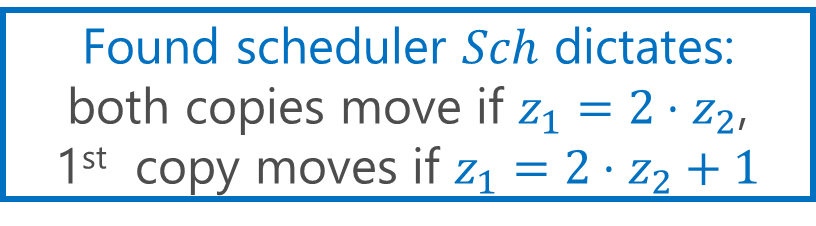 Found scheduler Sch dictates:
both copies move if z₁ = 2 · z₂,
1ˢᵗ copy moves if z₁ = 2 · z₂ + 1